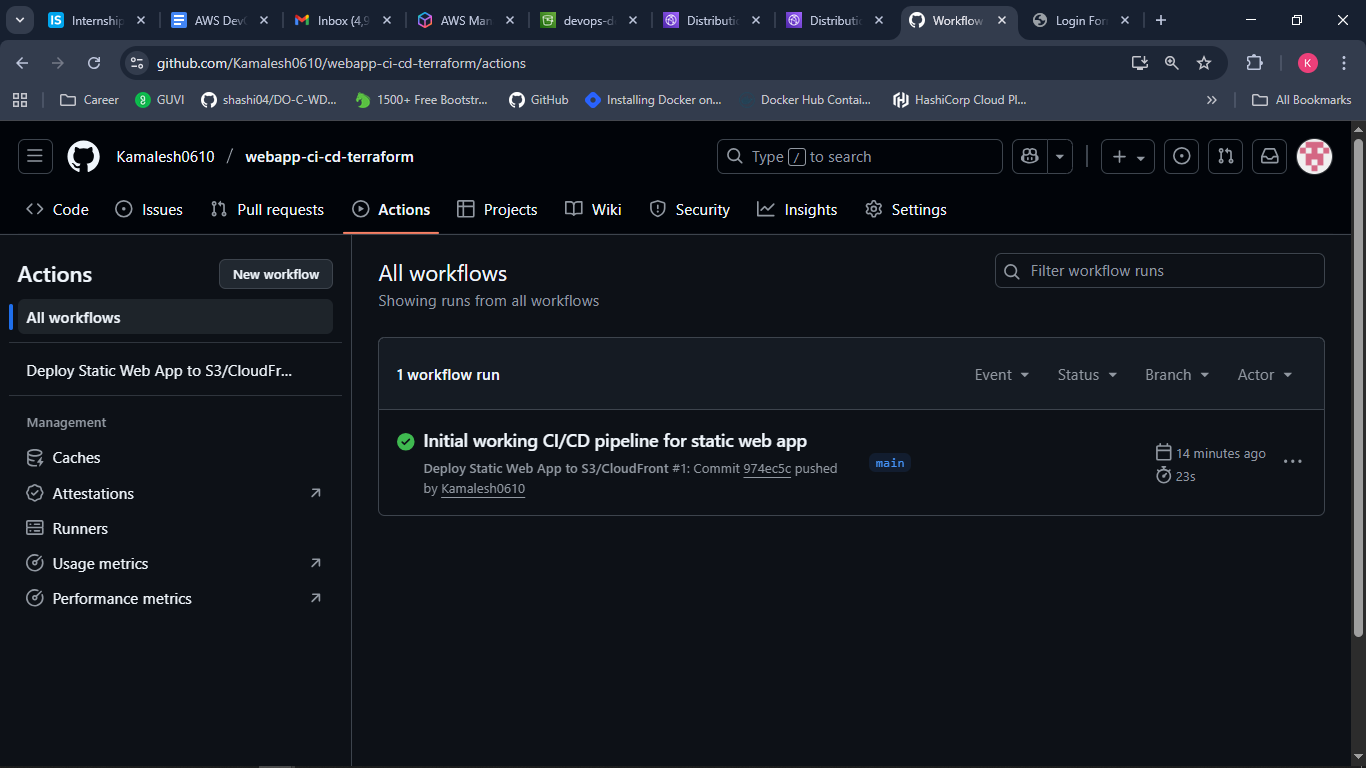 Internship
AWS Dev
Inbox (4,9
AWS Man
devops-d
Distributi
Distributi
Workflow
Login For
github.com/Kamalesh0610/webapp-ci-cd-terraform/actions
K
Career
GUVI
shashi04/DO-C-WD...
1500+ Free Bootstr...
GitHub
Installing Docker on...
Docker Hub Contai...
HashiCorp Cloud Pl...
»
All Bookmarks
Kamalesh0610 / webapp-ci-cd-terraform
Type / to search
Code
Issues
Pull requests
Actions
Projects
Wiki
Security
Insights
Settings
Actions
New workflow
All workflows
Deploy Static Web App to S3/CloudFr...
Management
Caches
Attestations
Runners
Usage metrics
Performance metrics
All workflows
Showing runs from all workflows
Filter workflow runs
1 workflow run
Event
Status
Branch
Actor
Initial working CI/CD pipeline for static web app
Deploy Static Web App to S3/CloudFront #1: Commit 974ec5c pushed
by Kamalesh0610
main
14 minutes ago
23s